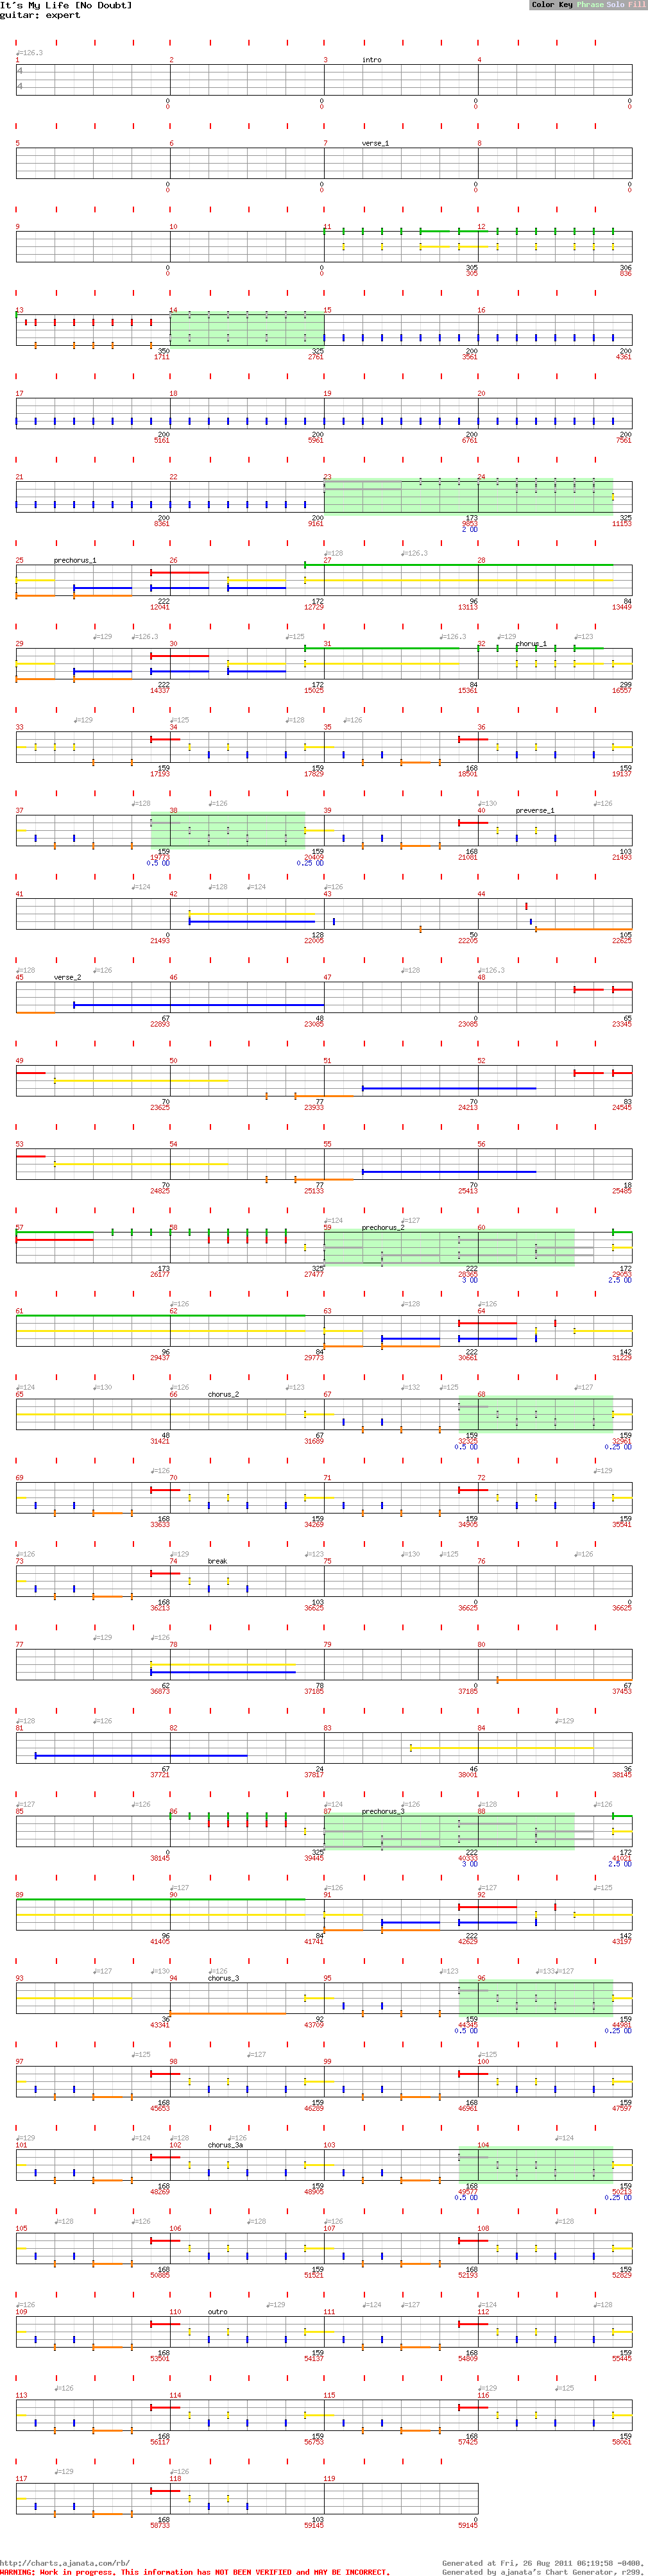 It's My Life [No Doubt]
Color Key Phrase Solo Fill
guitar: expert
♩=126.3
1 2 3 intro 4
4
4
0 0 0 0
0 0 0 0
5 6 7 verse_1 8
0 0 0
0 0 0
9 10 11 12
0 0 305 306
0 0 305 836
13 14 15 16
350 325 200 200
1711 2761 3561 4361
17 18 19 20
200 200 200 200
5161 5961 6761 7561
21 22 23 24
200 200 173 325
8361 9161 9853 11153
2 OD
♩=128 ♩=126.3
25 prechorus_1 26 27 28
222 172 96 84
12041 12729 13113 13449
♩=129 ♩=126.3 ♩=125 ♩=126.3 ♩=129 ♩=123
29 30 31 32 chorus_1
222 172 84 299
14337 15025 15361 16557
♩=129 ♩=125 ♩=128 ♩=126
33 34 35 36
159 159 168 159
17193 17829 18501 19137
♩=128 ♩=126 ♩=130 ♩=126
37 38 39 40 preverse_1
159 159 168 103
19773 20409 21081 21493
0.5 OD 0.25 OD
♩=124 ♩=128 ♩=124 ♩=126
41 42 43 44
0 128 50 105
21493 22005 22205 22625
♩=128 ♩=126 ♩=128 ♩=126.3
45 verse_2 46 47 48
67 48 0 65
22893 23085 23085 23345
49 50 51 52
70 77 70 83
23625 23933 24213 24545
53 54 55 56
70 77 70 18
24825 25133 25413 25485
♩=124 ♩=127
57 58 59 prechorus_2 60
173 325 222 172
26177 27477 28365 29053
3 OD 2.5 OD
♩=126 ♩=128 ♩=126
61 62 63 64
96 84 222 142
29437 29773 30661 31229
♩=124 ♩=130 ♩=126 ♩=123 ♩=132 ♩=125 ♩=127
65 66 chorus_2 67 68
48 67 159 159
31421 31689 32325 32961
0.5 OD 0.25 OD
♩=126 ♩=129
69 70 71 72
168 159 159 159
33633 34269 34905 35541
♩=126 ♩=129 ♩=123 ♩=130 ♩=125 ♩=126
73 74 break 75 76
168 103 0 0
36213 36625 36625 36625
♩=129 ♩=126
77 78 79 80
62 78 0 67
36873 37185 37185 37453
♩=128 ♩=126 ♩=129
81 82 83 84
67 24 46 36
37721 37817 38001 38145
♩=127 ♩=126 ♩=124 ♩=126 ♩=128 ♩=126
85 86 87 prechorus_3 88
0 325 222 172
38145 39445 40333 41021
3 OD 2.5 OD
♩=127 ♩=126 ♩=127 ♩=125
89 90 91 92
96 84 222 142
41405 41741 42629 43197
♩=127 ♩=130 ♩=126 ♩=123 ♩=133 ♩=127
93 94 chorus_3 95 96
36 92 159 159
43341 43709 44345 44981
0.5 OD 0.25 OD
♩=125 ♩=127 ♩=125
97 98 99 100
168 159 168 159
45653 46289 46961 47597
♩=129 ♩=124 ♩=128 ♩=126 ♩=124
101 102 chorus_3a 103 104
168 159 168 159
48269 48905 49577 50213
0.5 OD 0.25 OD
♩=128 ♩=126 ♩=128 ♩=126 ♩=128
105 106 107 108
168 159 168 159
50885 51521 52193 52829
♩=126 ♩=129 ♩=124 ♩=127 ♩=124 ♩=128
109 110 outro 111 112
168 159 168 159
53501 54137 54809 55445
♩=126 ♩=129 ♩=125
113 114 115 116
168 159 168 159
56117 56753 57425 58061
♩=129 ♩=126
117 118 119
168 103 0
58733 59145 59145
http://charts.ajanata.com/rb/ Generated at Fri, 26 Aug 2011 06:19:58 -0400.
WARNING: Work in progress. This information has NOT BEEN VERIFIED and MAY BE INCORRECT. Generated by ajanata's Chart Generator, r299.